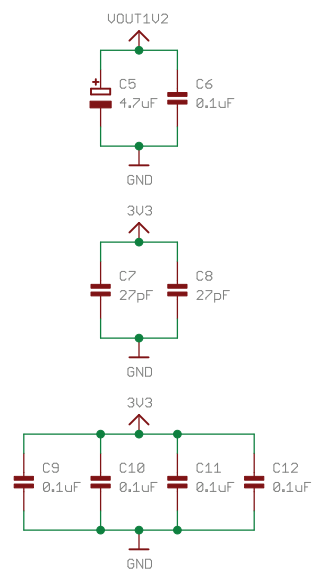 VOUT1V2
+
C5 C6
4.7uF 0.1uF
GND
3V3
C7 C8
27pF 27pF
GND
3V3
C9 C10 C11 C12
0.1uF 0.1uF 0.1uF 0.1uF
GND